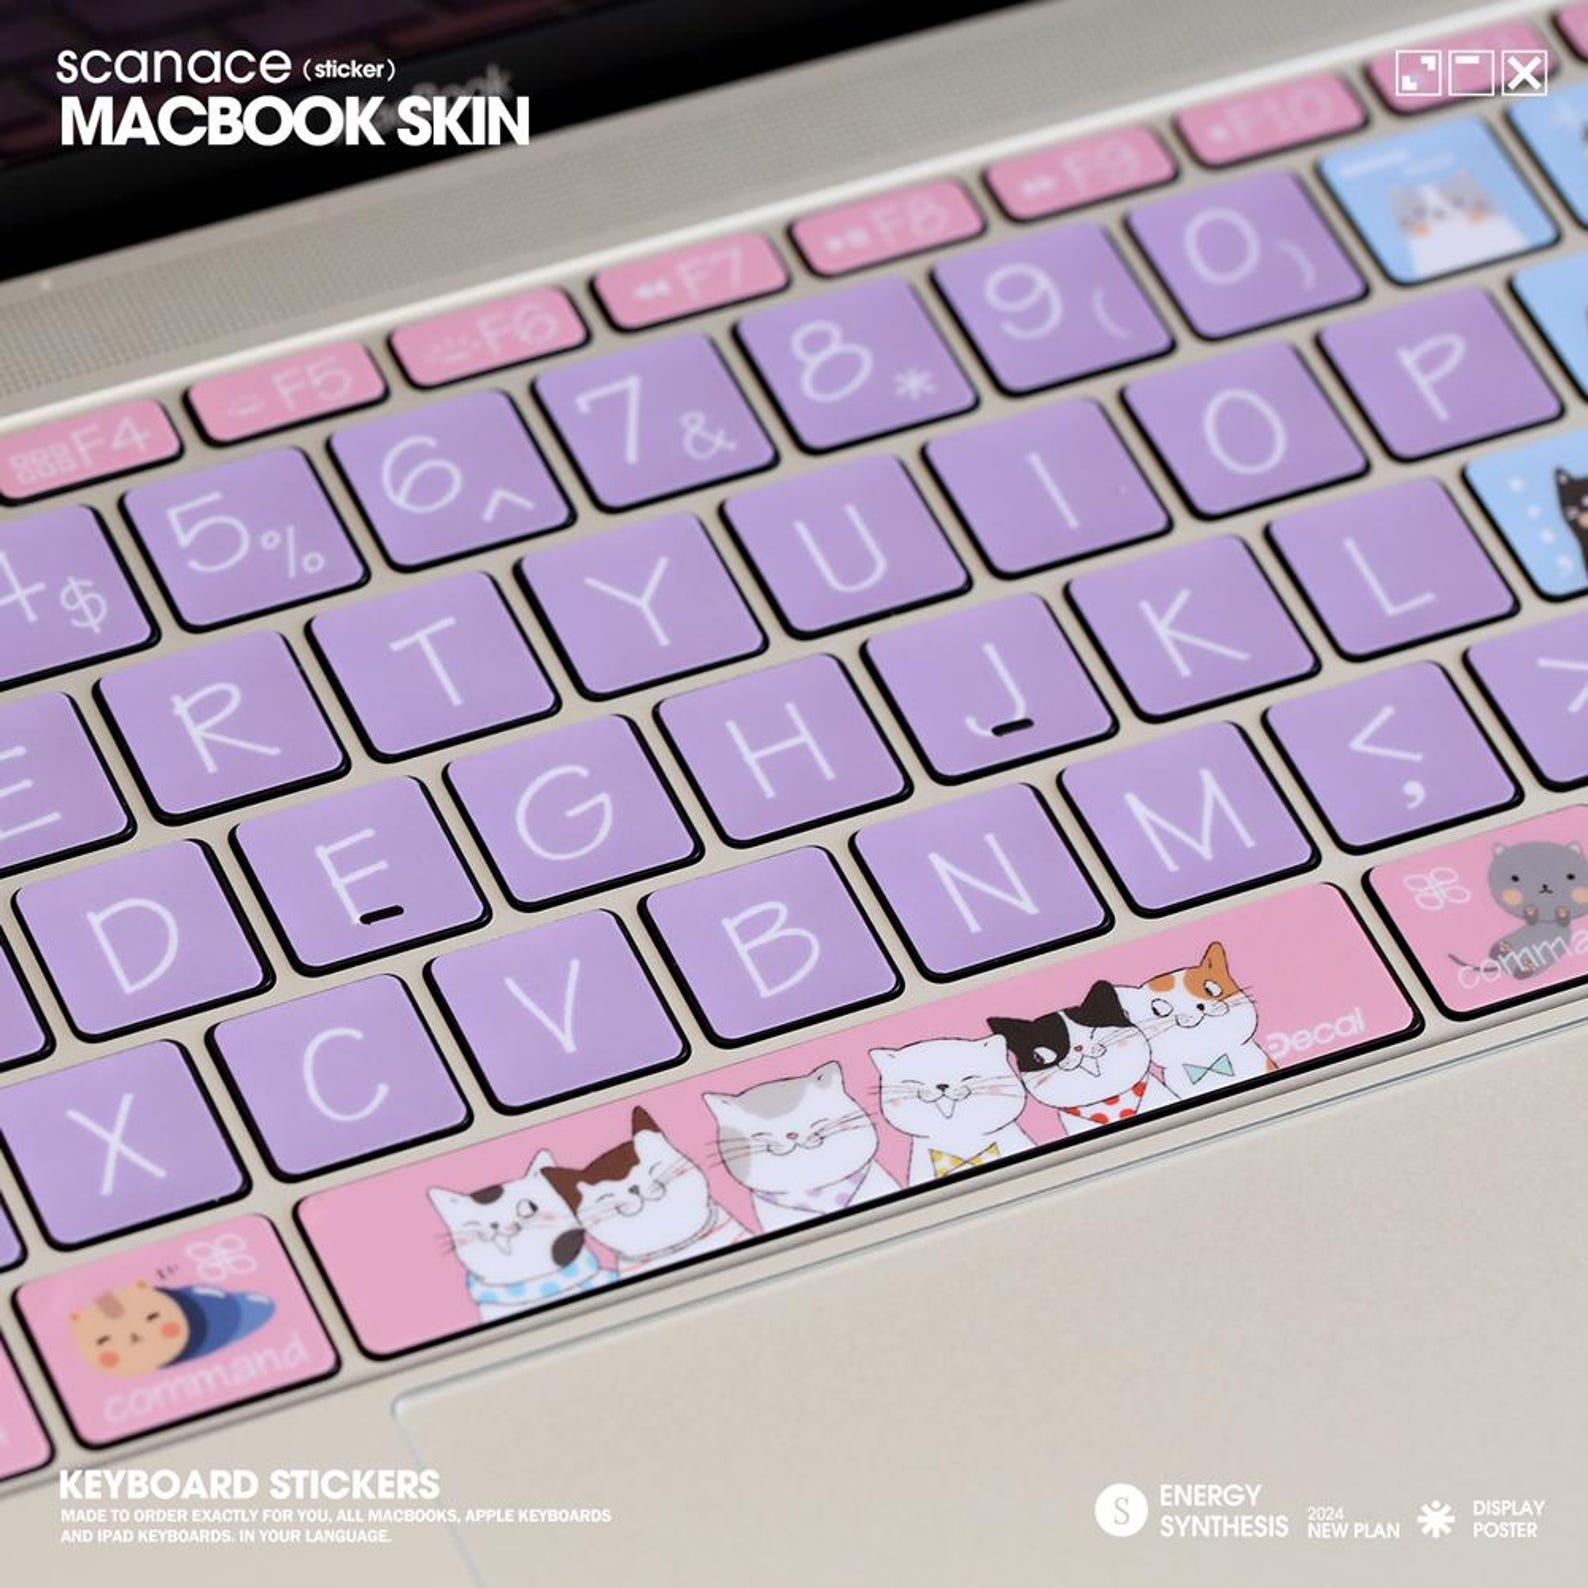 scanace (sticker)
MACBOOK SKIN
F4 F5 F6 F7 F8 F9 F10
$ 5 % 6 ^ 7 & 8 * 9 ( 0 )
E R T Y U I O P
D F G H J K L
X C V B N M < , >
command Decal
KEYBOARD STICKERS
MADE TO ORDER EXACTLY FOR YOU, ALL MACBOOKS, APPLE KEYBOARDS
AND IPAD KEYBOARDS. IN YOUR LANGUAGE.
S ENERGY
SYNTHESIS
2024
NEW PLAN
DISPLAY
POSTER